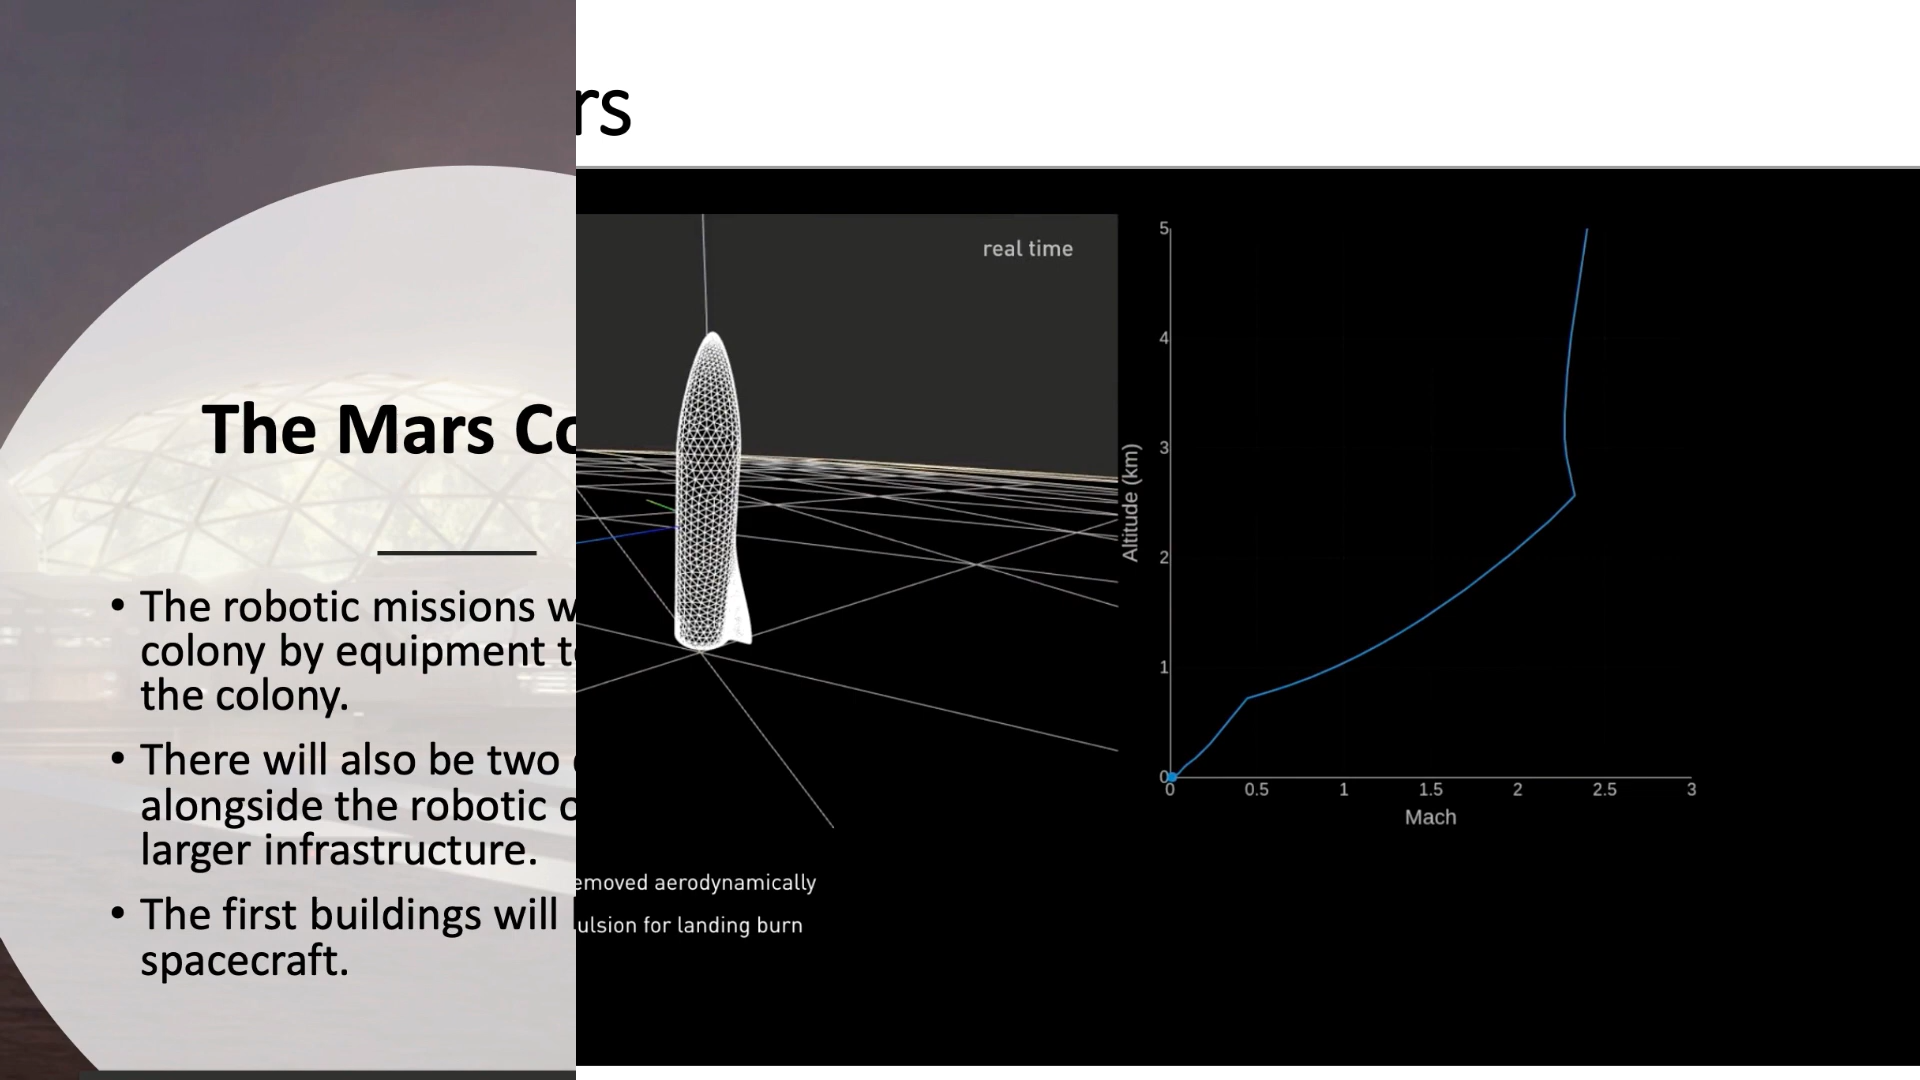 rs
The Mars Co
• The robotic missions w
colony by equipment t
the colony.
• There will also be two
alongside the robotic
larger infrastructure.
• The first buildings will
spacecraft.
real time
5
4
3
2
1
0
Altitude (km)
0 0.5 1 1.5 2 2.5 3
Mach
emoved aerodynamically
ulsion for landing burn